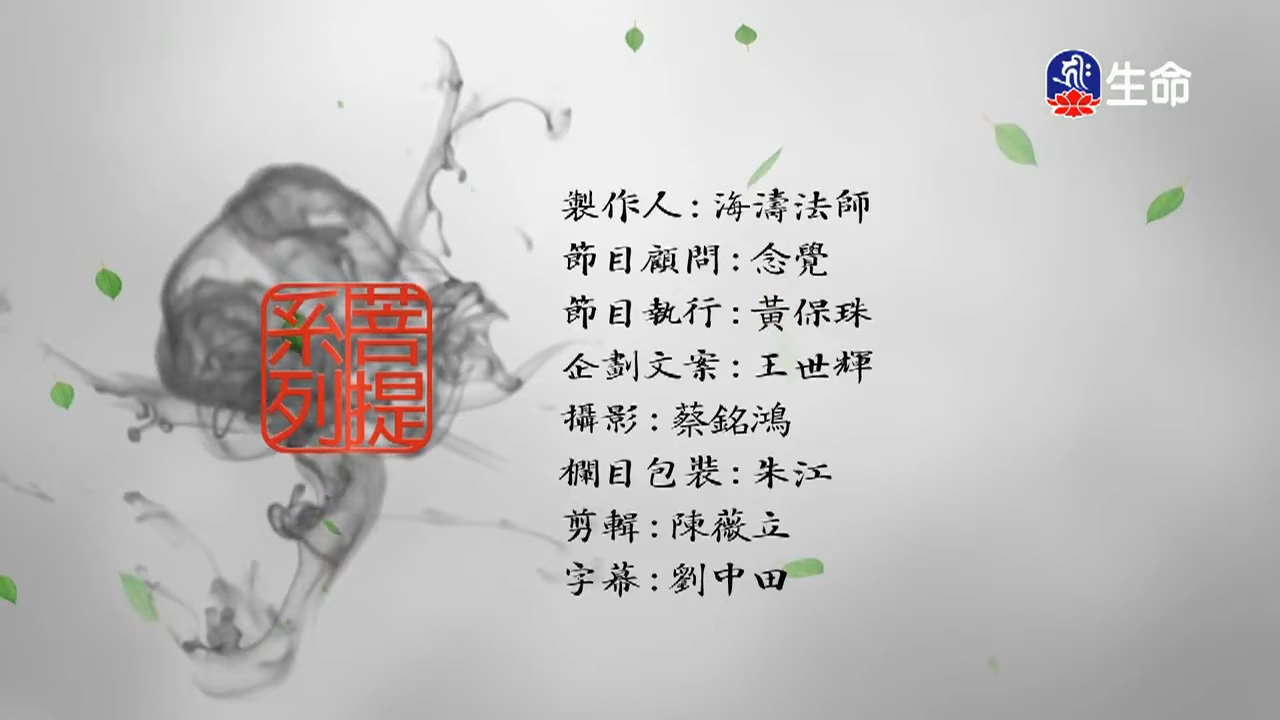 生命
菩提
系列
製作人:海濤法師
節目顧問:念覺
節目執行:黃保珠
企劃文案:王世輝
攝影:蔡銘鴻
欄目包裝:朱江
剪輯:陳薇立
字幕:劉中田